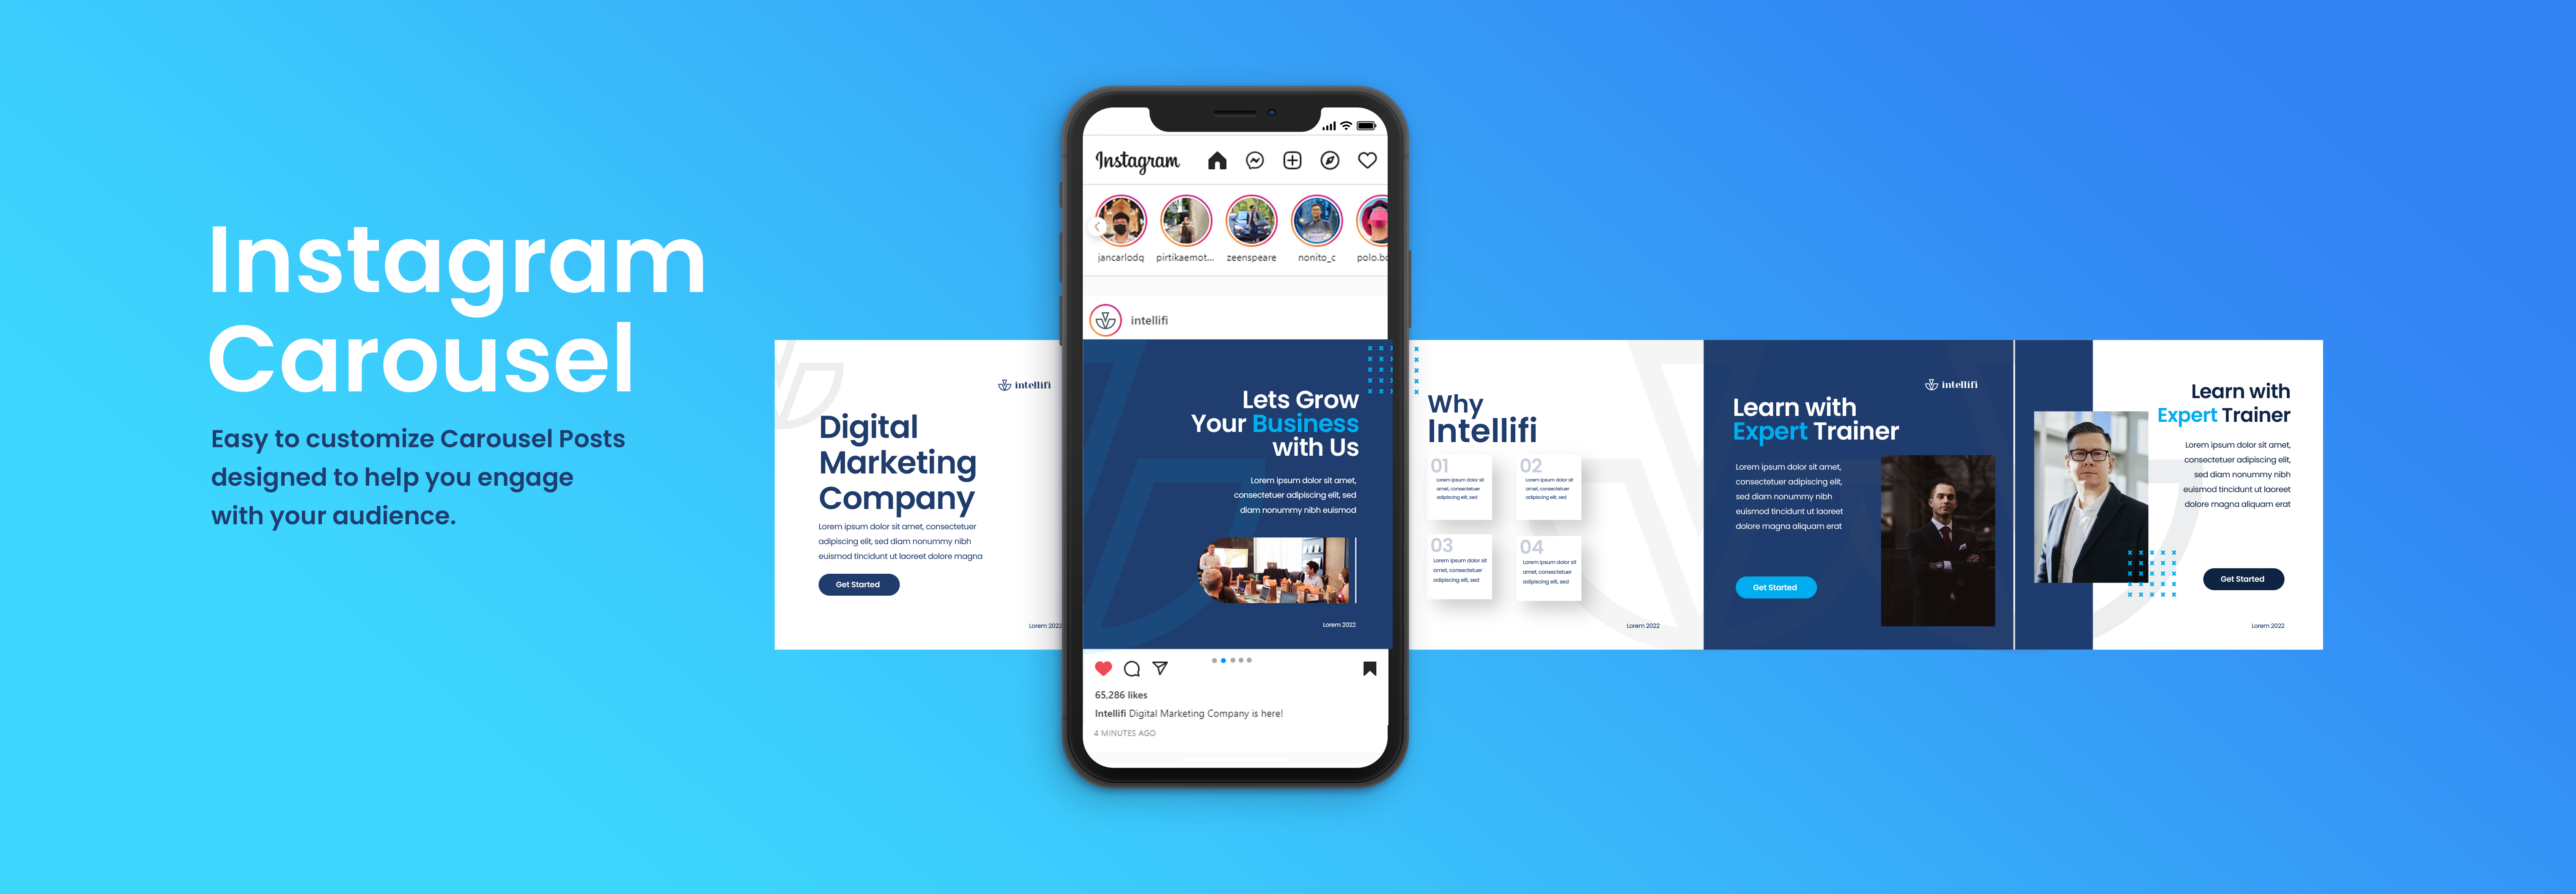 Instagram
Carousel
Easy to customize Carousel Posts
designed to help you engage
with your audience.
intellifi
Digital
Marketing
Company
Lorem ipsum dolor sit amet, consectetuer
adipiscing elit, sed diam nonummy nibh
euismod tincidunt ut laoreet dolore magna
Get Started
Lorem 2022
Instagram
jancarlodq
pirtikaemot...
zeenspeare
nonito_c
polo.bo
intellifi
Lets Grow
Your Business
with Us
Lorem ipsum dolor sit amet,
consectetuer adipiscing elit, sed
diam nonummy nibh euismod
Lorem 2022
65,286 likes
Intellifi Digital Marketing Company is here!
4 MINUTES AGO
Why
Intellifi
01
Lorem ipsum dolor sit
amet, consectetuer
adipiscing elit, sed
02
Lorem ipsum dolor sit
amet, consectetuer
adipiscing elit, sed
03
Lorem ipsum dolor sit
amet, consectetuer
adipiscing elit, sed
04
Lorem ipsum dolor sit
amet, consectetuer
adipiscing elit, sed
Lorem 2022
intellifi
Learn with
Expert Trainer
Lorem ipsum dolor sit amet,
consectetuer adipiscing elit,
sed diam nonummy nibh
euismod tincidunt ut laoreet
dolore magna aliquam erat
Get Started
Learn with
Expert Trainer
Lorem ipsum dolor sit amet,
consectetuer adipiscing elit,
sed diam nonummy nibh
euismod tincidunt ut laoreet
dolore magna aliquam erat
Get Started
Lorem 2022